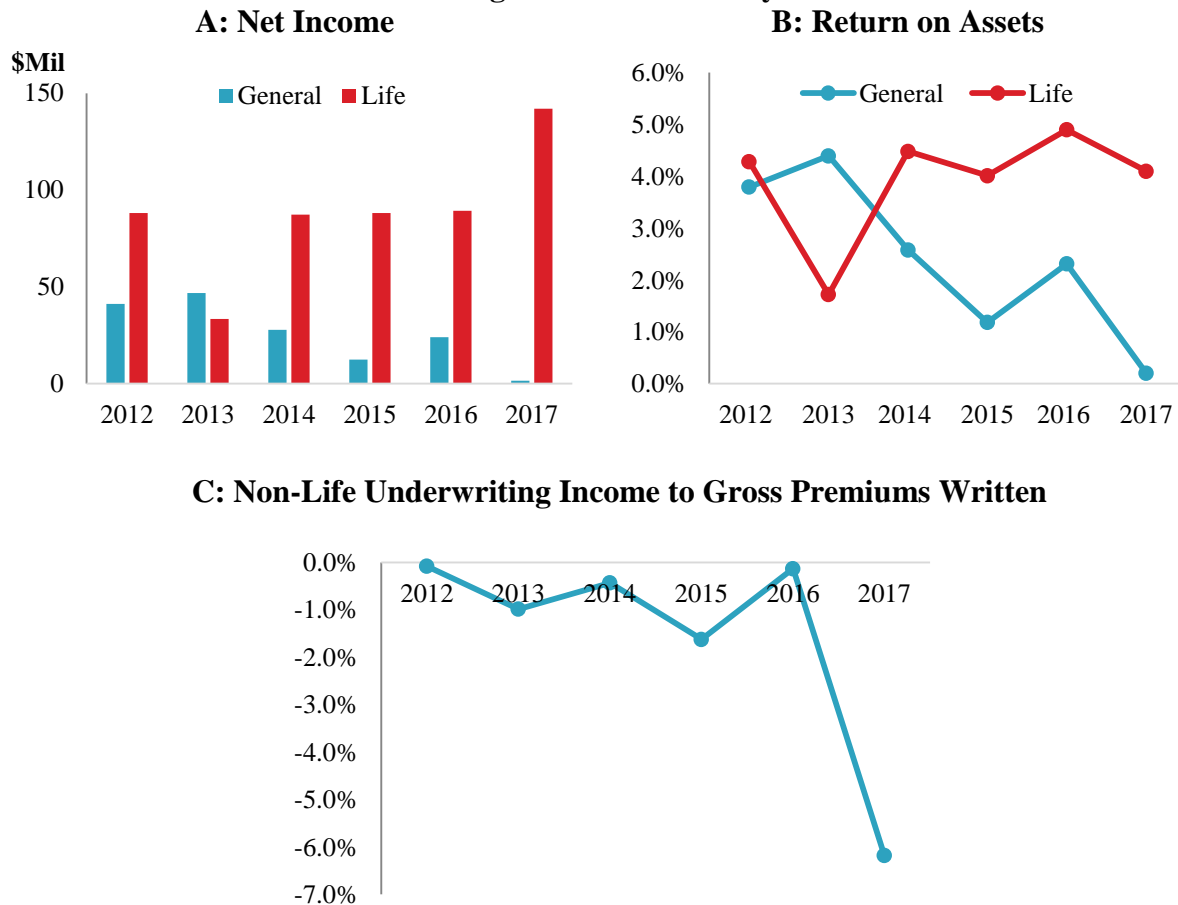 A: Net Income
$Mil
150
General Life
100
50
0
2012 2013 2014 2015 2016 2017
B: Return on Assets
6.0%
General Life
5.0%
4.0%
3.0%
2.0%
1.0%
0.0%
2012 2013 2014 2015 2016 2017
C: Non-Life Underwriting Income to Gross Premiums Written
0.0%
2012 2013 2014 2015 2016 2017
-1.0%
-2.0%
-3.0%
-4.0%
-5.0%
-6.0%
-7.0%